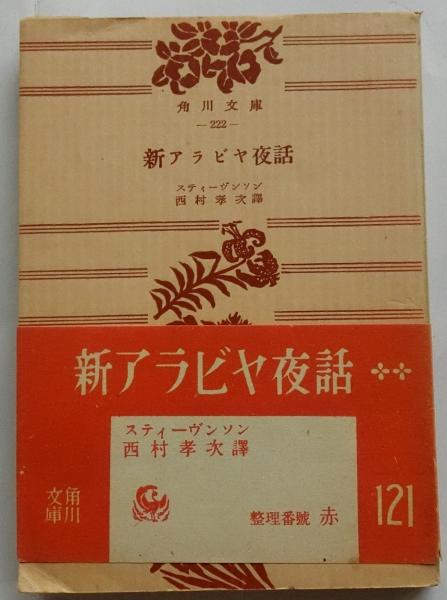 角川文庫
—222—
新アラビヤ夜話
スティーヴンソン
西村孝次譯
新アラビヤ夜話
スティーヴンソン
西村孝次譯
角川文庫
整理番號 赤
121